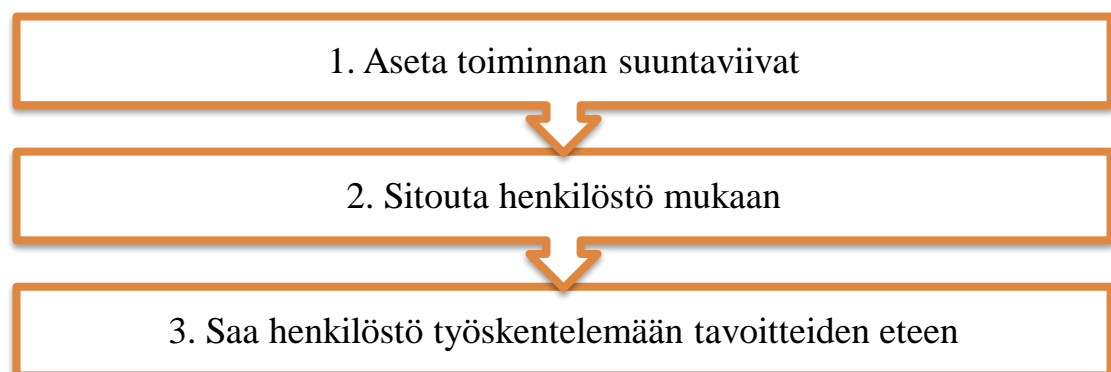 1. Aseta toiminnan suuntaviivat
2. Sitouta henkilöstö mukaan
3. Saa henkilöstö työskentelemään tavoitteiden eteen